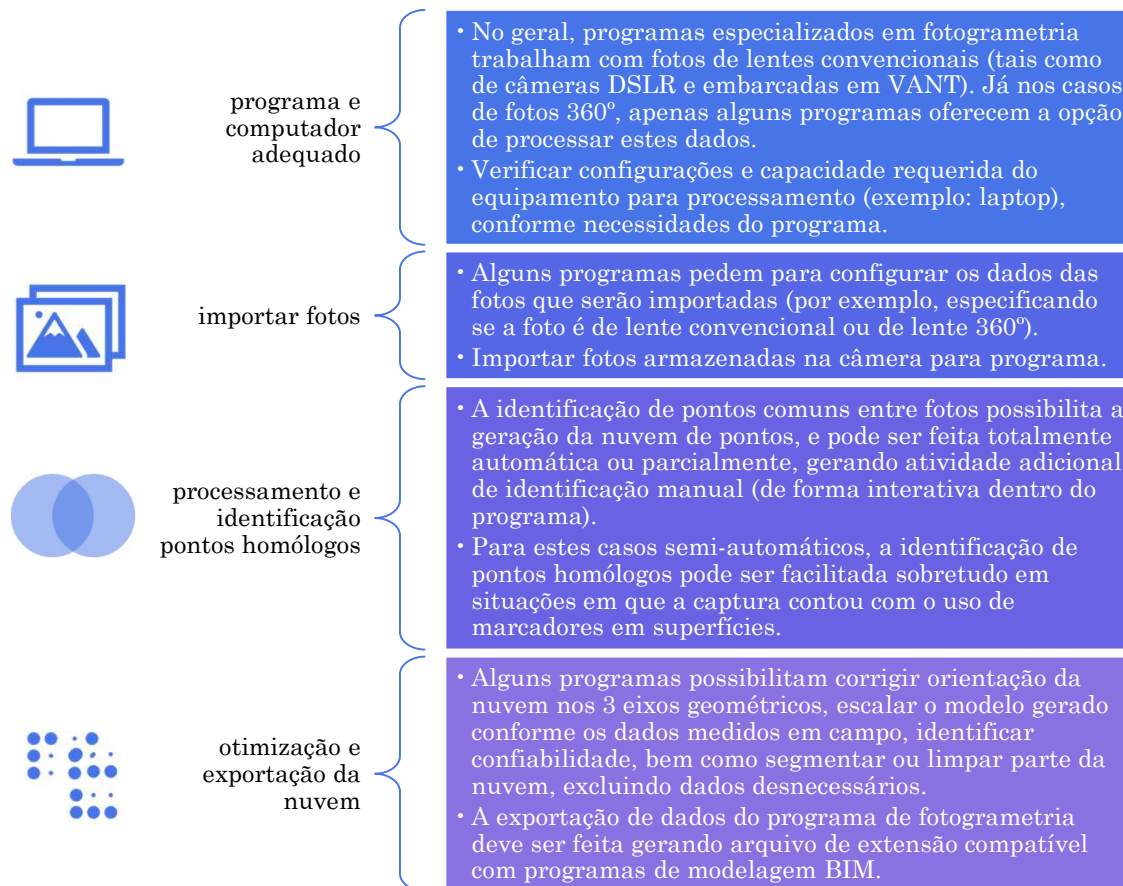 programa e
computador
adequado
• No geral, programas especializados em fotogrametria
trabalham com fotos de lentes convencionais (tais como
de câmeras DSLR e embarcadas em VANT). Já nos casos
de fotos 360º, apenas alguns programas oferecem a opção
de processar estes dados.
• Verificar configurações e capacidade requerida do
equipamento para processamento (exemplo: laptop),
conforme necessidades do programa.
importar fotos
• Alguns programas pedem para configurar os dados das
fotos que serão importadas (por exemplo, especificando
se a foto é de lente convencional ou de lente 360º).
• Importar fotos armazenadas na câmera para programa.
processamento e
identificação
pontos homólogos
• A identificação de pontos comuns entre fotos possibilita a
geração da nuvem de pontos, e pode ser feita totalmente
automática ou parcialmente, gerando atividade adicional
de identificação manual (de forma interativa dentro do
programa).
• Para estes casos semi-automáticos, a identificação de
pontos homólogos pode ser facilitada sobretudo em
situações em que a captura contou com o uso de
marcadores em superfícies.
otimização e
exportação da
nuvem
• Alguns programas possibilitam corrigir orientação da
nuvem nos 3 eixos geométricos, escalar o modelo gerado
conforme os dados medidos em campo, identificar
confiabilidade, bem como segmentar ou limpar parte da
nuvem, excluindo dados desnecessários.
• A exportação de dados do programa de fotogrametria
deve ser feita gerando arquivo de extensão compatível
com programas de modelagem BIM.